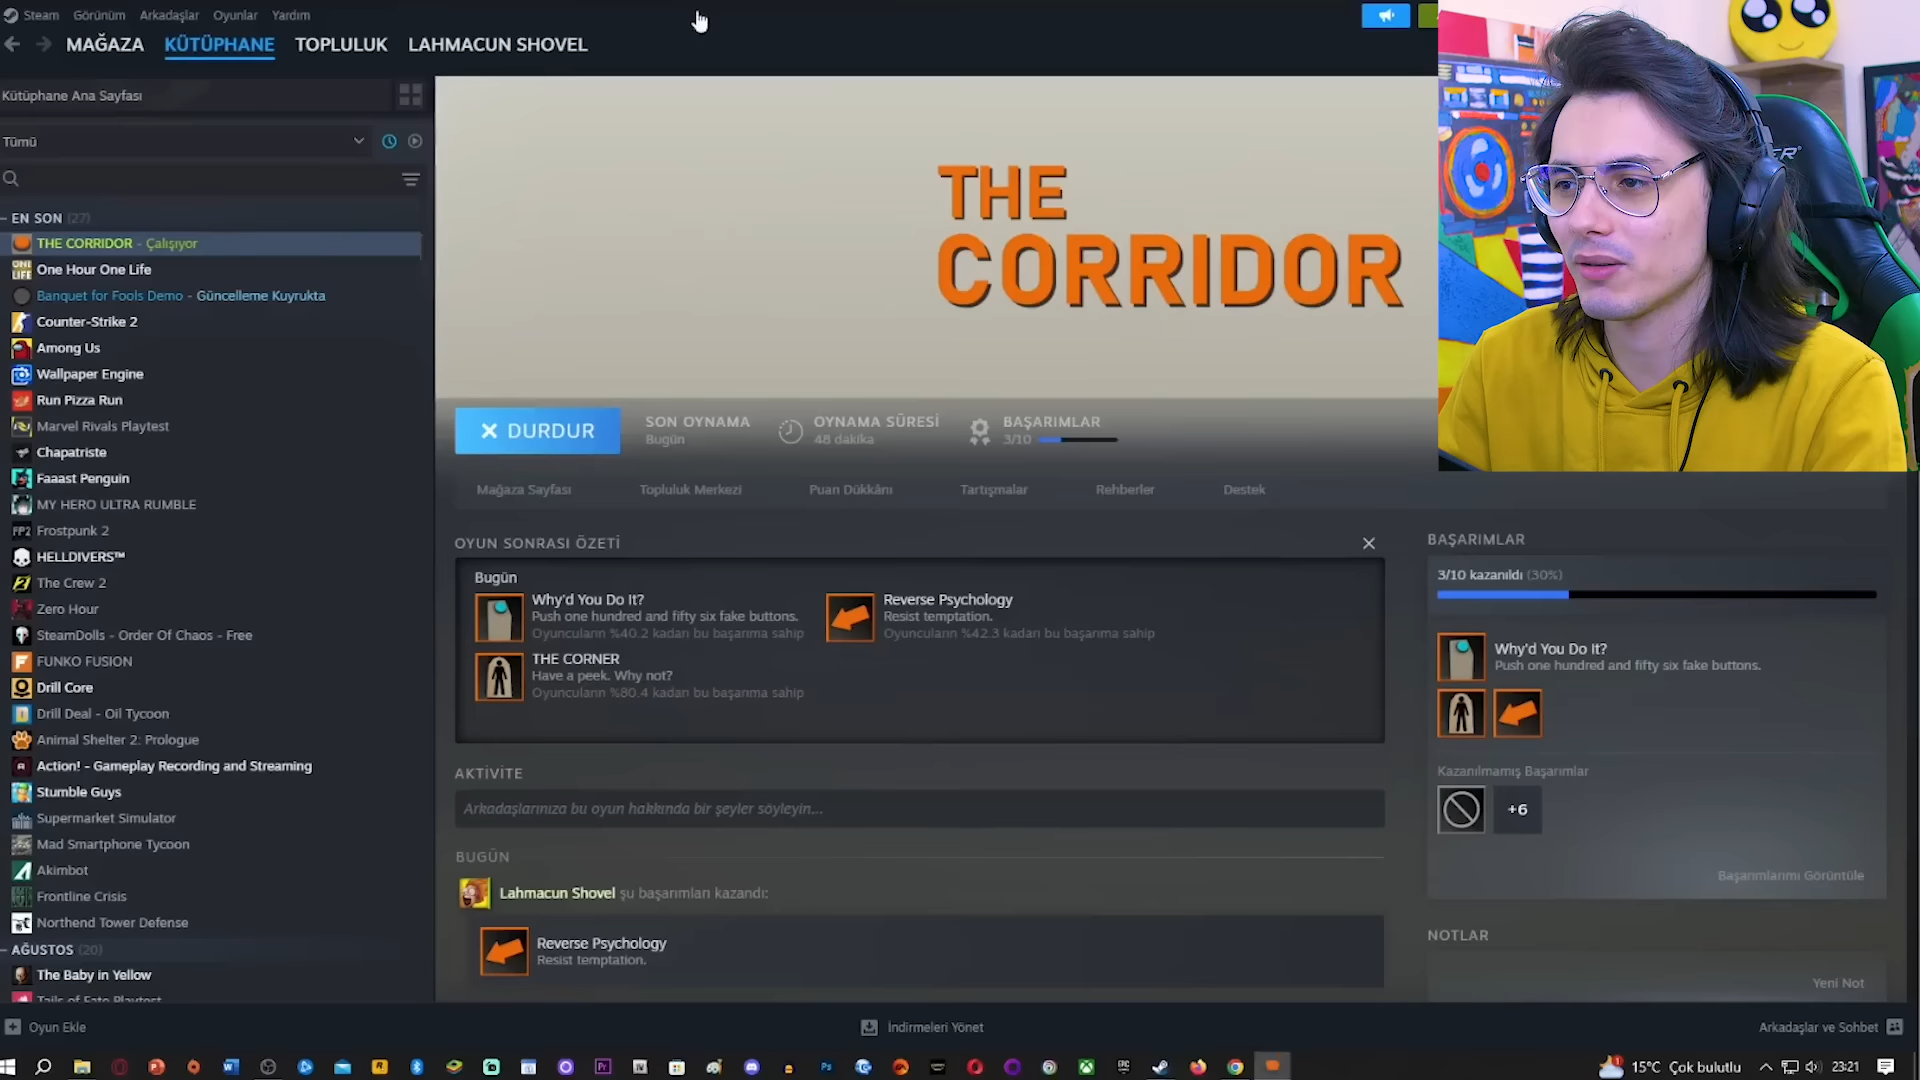 Steam Görünüm Arkadaşlar Oyunlar Yardım
MAĞAZA KÜTÜPHANE TOPLULUK LAHMACUN SHOVEL
Kütüphane Ana Sayfası
Tümü
- EN SON (27)
THE CORRIDOR - Çalışıyor
ONE LIFE One Hour One Life
Banquet for Fools Demo - Güncelleme Kuyrukta
Counter-Strike 2
Among Us
Wallpaper Engine
Run Pizza Run
Marvel Rivals Playtest
Chapatriste
Faaast Penguin
MY HERO ULTRA RUMBLE
FP2 Frostpunk 2
HELLDIVERS™
The Crew 2
Zero Hour
SteamDolls - Order Of Chaos - Free
FUNKO FUSION
Drill Core
Drill Deal - Oil Tycoon
Animal Shelter 2: Prologue
Action! - Gameplay Recording and Streaming
Stumble Guys
Supermarket Simulator
Mad Smartphone Tycoon
Akimbot
Frontline Crisis
Northend Tower Defense
- AĞUSTOS (20)
The Baby in Yellow
Tails of Fate Playtest
Oyun Ekle
THE
CORRIDOR
DURDUR
SON OYNAMA
Bugün
OYNAMA SÜRESİ
48 dakika
BAŞARIMLAR
3/10
Mağaza Sayfası Topluluk Merkezi Puan Dükkânı Tartışmalar Rehberler Destek
OYUN SONRASI ÖZETİ
Bugün
Why'd You Do It?
Push one hundred and fifty six fake buttons.
Oyuncuların %40.2 kadarı bu başarıma sahip
Reverse Psychology
Resist temptation.
Oyuncuların %42.3 kadarı bu başarıma sahip
THE CORNER
Have a peek. Why not?
Oyuncuların %80.4 kadarı bu başarıma sahip
AKTİVİTE
Arkadaşlarınıza bu oyun hakkında bir şeyler söyleyin...
BUGÜN
Lahmacun Shovel şu başarımları kazandı:
Reverse Psychology
Resist temptation.
BAŞARIMLAR
3/10 kazanıldı (30%)
Why'd You Do It?
Push one hundred and fifty six fake buttons.
Kazanılmamış Başarımlar
+6
Başarımlarımı Görüntüle
NOTLAR
Yeni Not
İndirmeleri Yönet
Arkadaşlar ve Sohbet
15°C Çok bulutlu
23:21